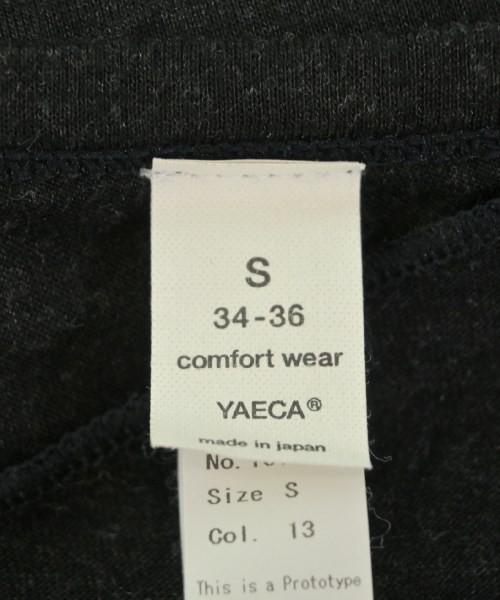 S
34-36
comfort wear
YAECA®
made in japan
No.
Size S
Col. 13
This is a Prototype